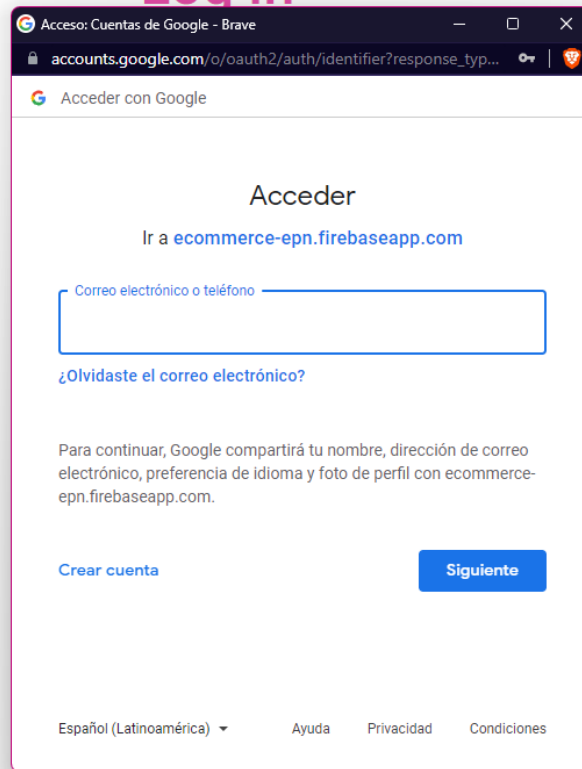 Log in
Acceso: Cuentas de Google - Brave
accounts.google.com/o/oauth2/auth/identifier?response_typ...
Acceder con Google
Acceder
Ir a ecommerce-epn.firebaseapp.com
Correo electrónico o teléfono
¿Olvidaste el correo electrónico?
Para continuar, Google compartirá tu nombre, dirección de correo
electrónico, preferencia de idioma y foto de perfil con ecommerce-
epn.firebaseapp.com.
Crear cuenta
Siguiente
Español (Latinoamérica) Ayuda Privacidad Condiciones